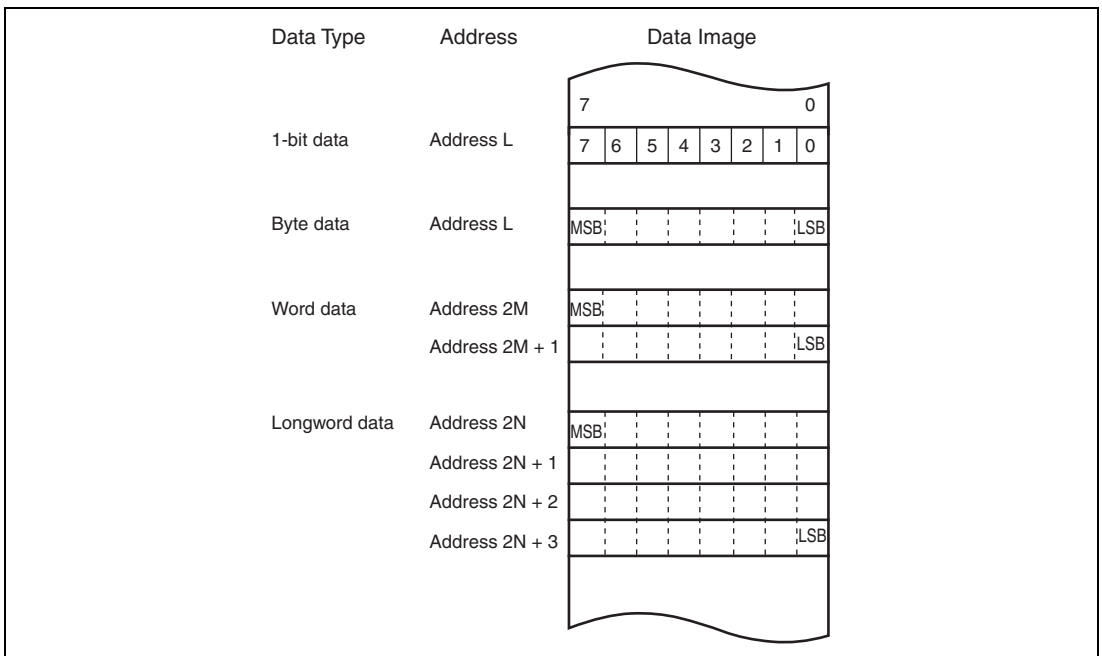 Data Type Address Data Image
7 0
1-bit data Address L 7 6 5 4 3 2 1 0
Byte data Address L MSB LSB
Word data Address 2M MSB
Address 2M + 1 LSB
Longword data Address 2N MSB
Address 2N + 1
Address 2N + 2
Address 2N + 3 LSB